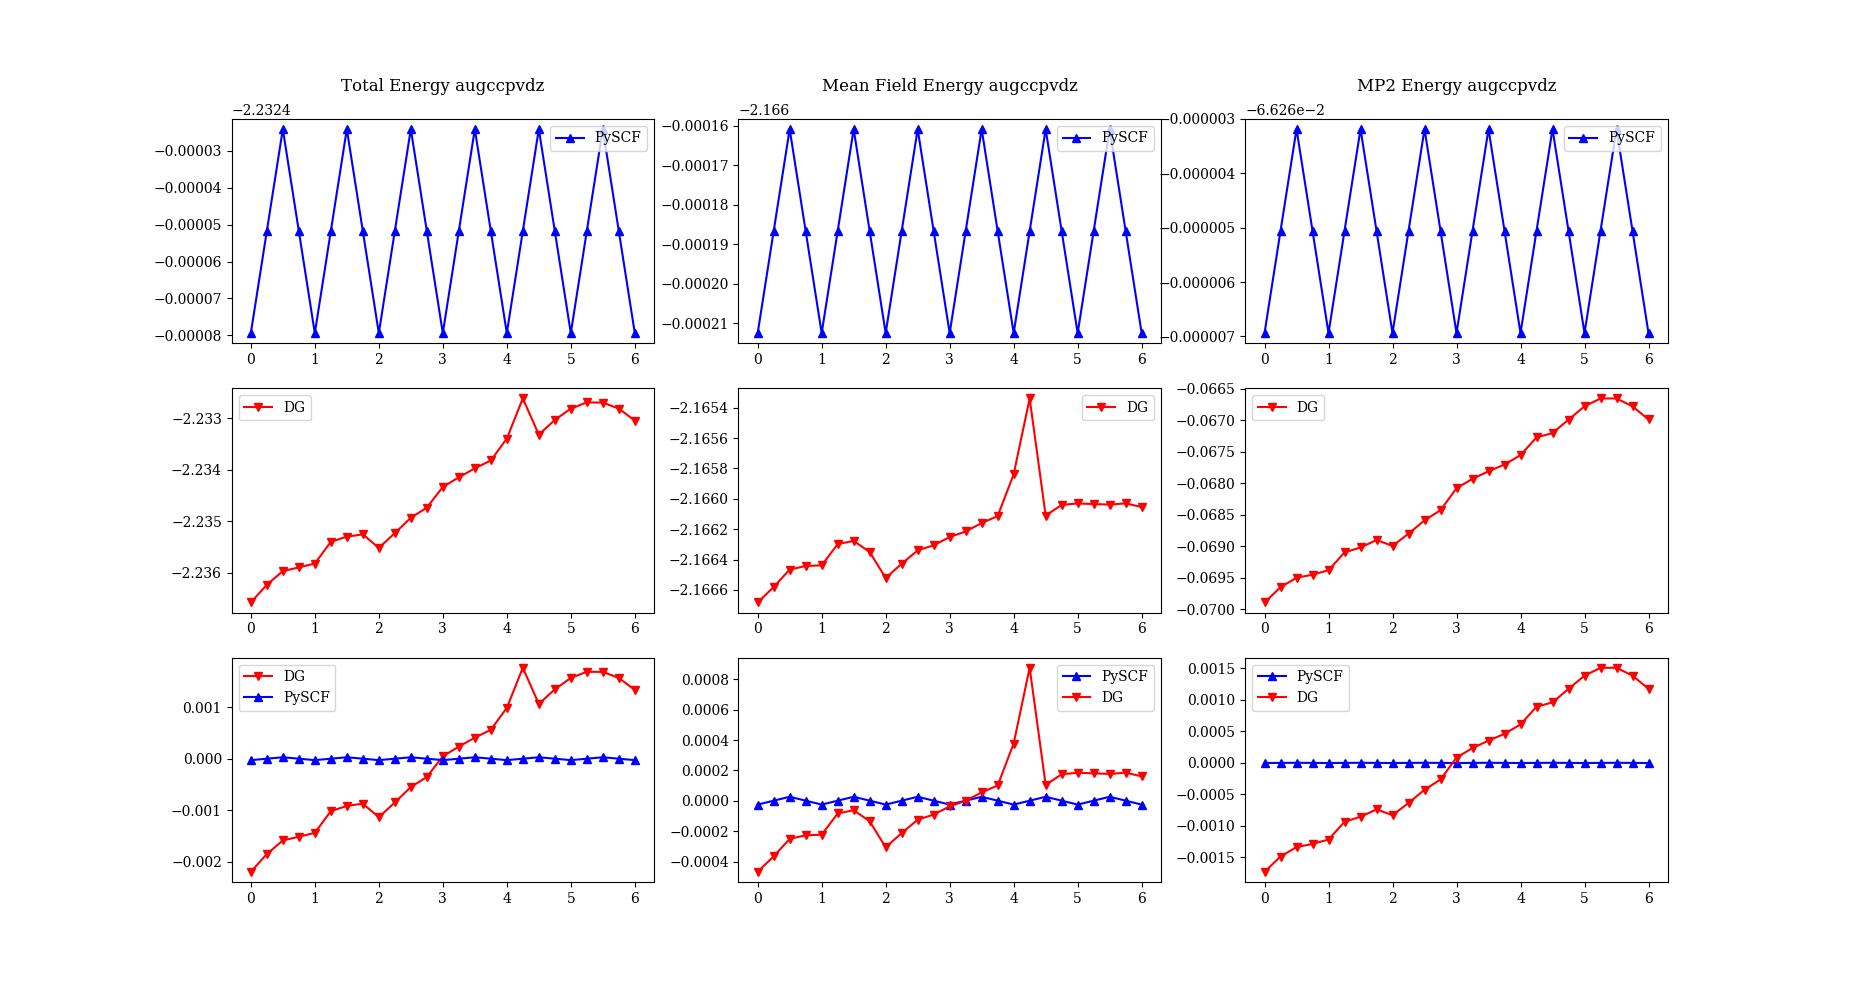 Total Energy augccpvdz
−2.2324
PySCF
−0.00003
−0.00004
−0.00005
−0.00006
−0.00007
−0.00008
0 1 2 3 4 5 6
Mean Field Energy augccpvdz
−2.166
PySCF
−0.00016
−0.00017
−0.00018
−0.00019
−0.00020
−0.00021
0 1 2 3 4 5 6
MP2 Energy augccpvdz
−6.626e−2
PySCF
−0.000003
−0.000004
−0.000005
−0.000006
−0.000007
0 1 2 3 4 5 6
DG
−2.233
−2.234
−2.235
−2.236
0 1 2 3 4 5 6
DG
−2.1654
−2.1656
−2.1658
−2.1660
−2.1662
−2.1664
−2.1666
0 1 2 3 4 5 6
DG
−0.0665
−0.0670
−0.0675
−0.0680
−0.0685
−0.0690
−0.0695
−0.0700
0 1 2 3 4 5 6
DG
PySCF
0.001
0.000
−0.001
−0.002
0 1 2 3 4 5 6
PySCF
DG
0.0008
0.0006
0.0004
0.0002
0.0000
−0.0002
−0.0004
0 1 2 3 4 5 6
PySCF
DG
0.0015
0.0010
0.0005
0.0000
−0.0005
−0.0010
−0.0015
0 1 2 3 4 5 6